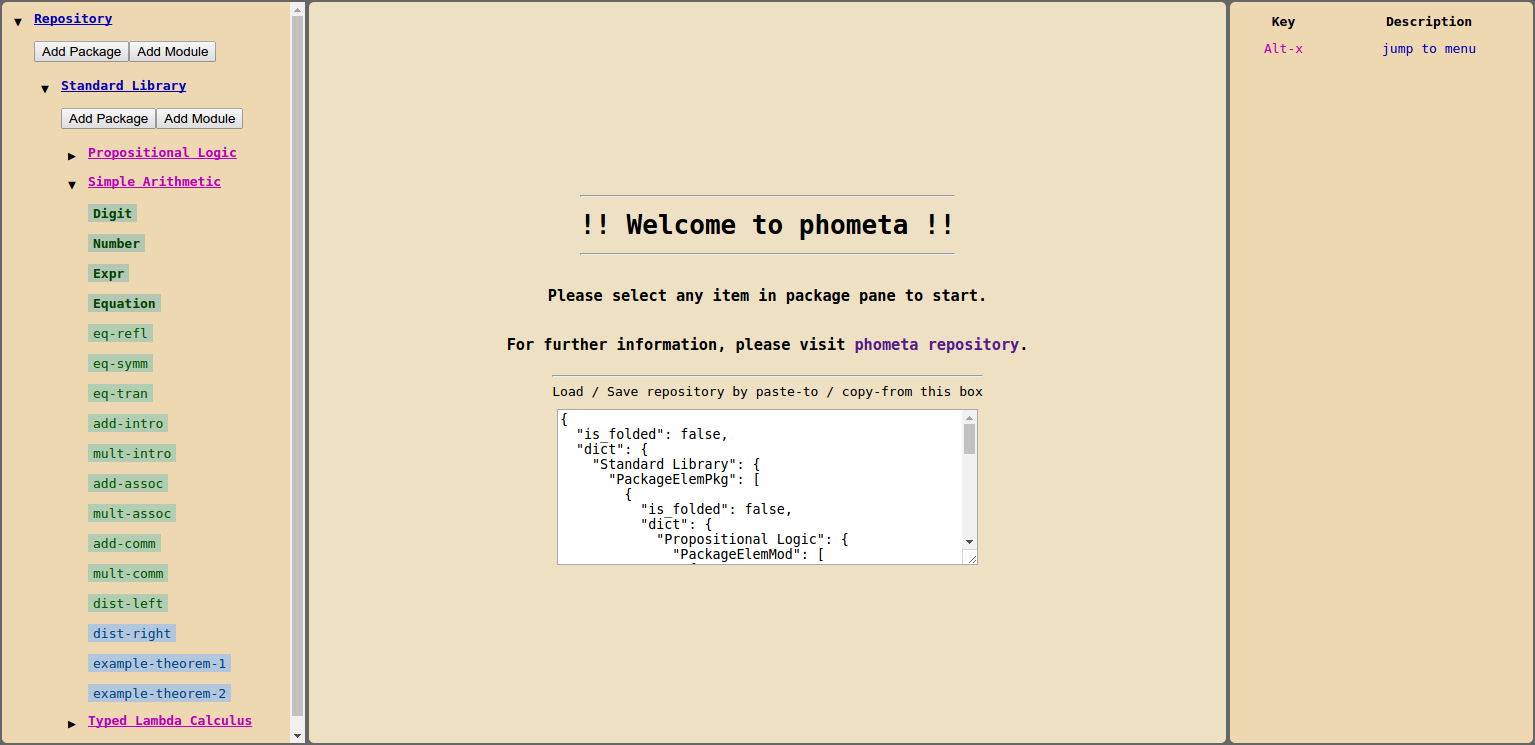 Repository
Add Package Add Module
Standard Library
Add Package Add Module
Propositional Logic
Simple Arithmetic
Digit
Number
Expr
Equation
eq-refl
eq-symm
eq-tran
add-intro
mult-intro
add-assoc
mult-assoc
add-comm
mult-comm
dist-left
dist-right
example-theorem-1
example-theorem-2
Typed Lambda Calculus
!! Welcome to phometa !!
Please select any item in package pane to start.
For further information, please visit phometa repository.
Load / Save repository by paste-to / copy-from this box
{
"is_folded": false,
"dict": {
"Standard Library": {
"PackageElemPkg": [
{
"is_folded": false,
"dict": {
"Propositional Logic": {
"PackageElemMod": [
Key Description
Alt-x jump to menu